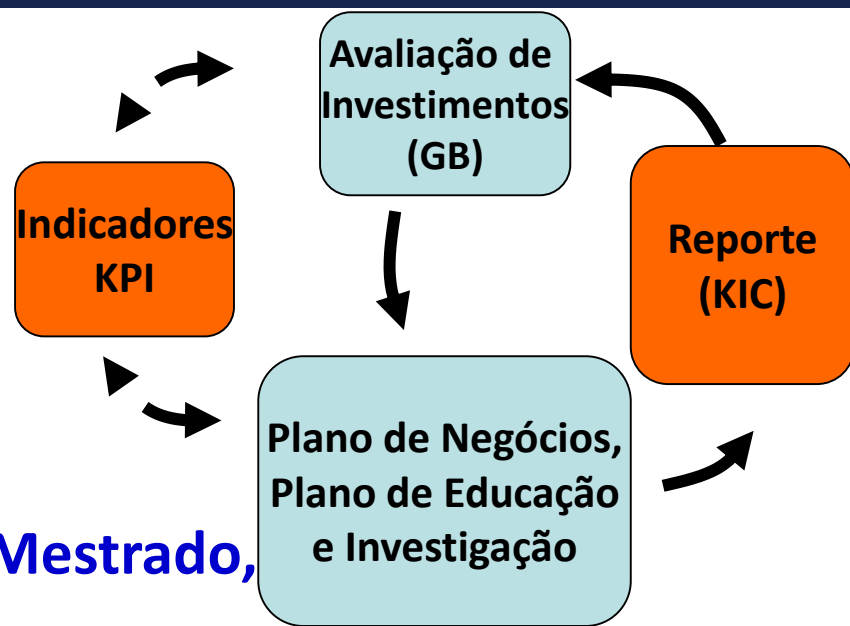 Avaliação de
Investimentos
(GB)
Indicadores
KPI
Reporte
(KIC)
Plano de Negócios,
Plano de Educação
e Investigação
Mestrado,